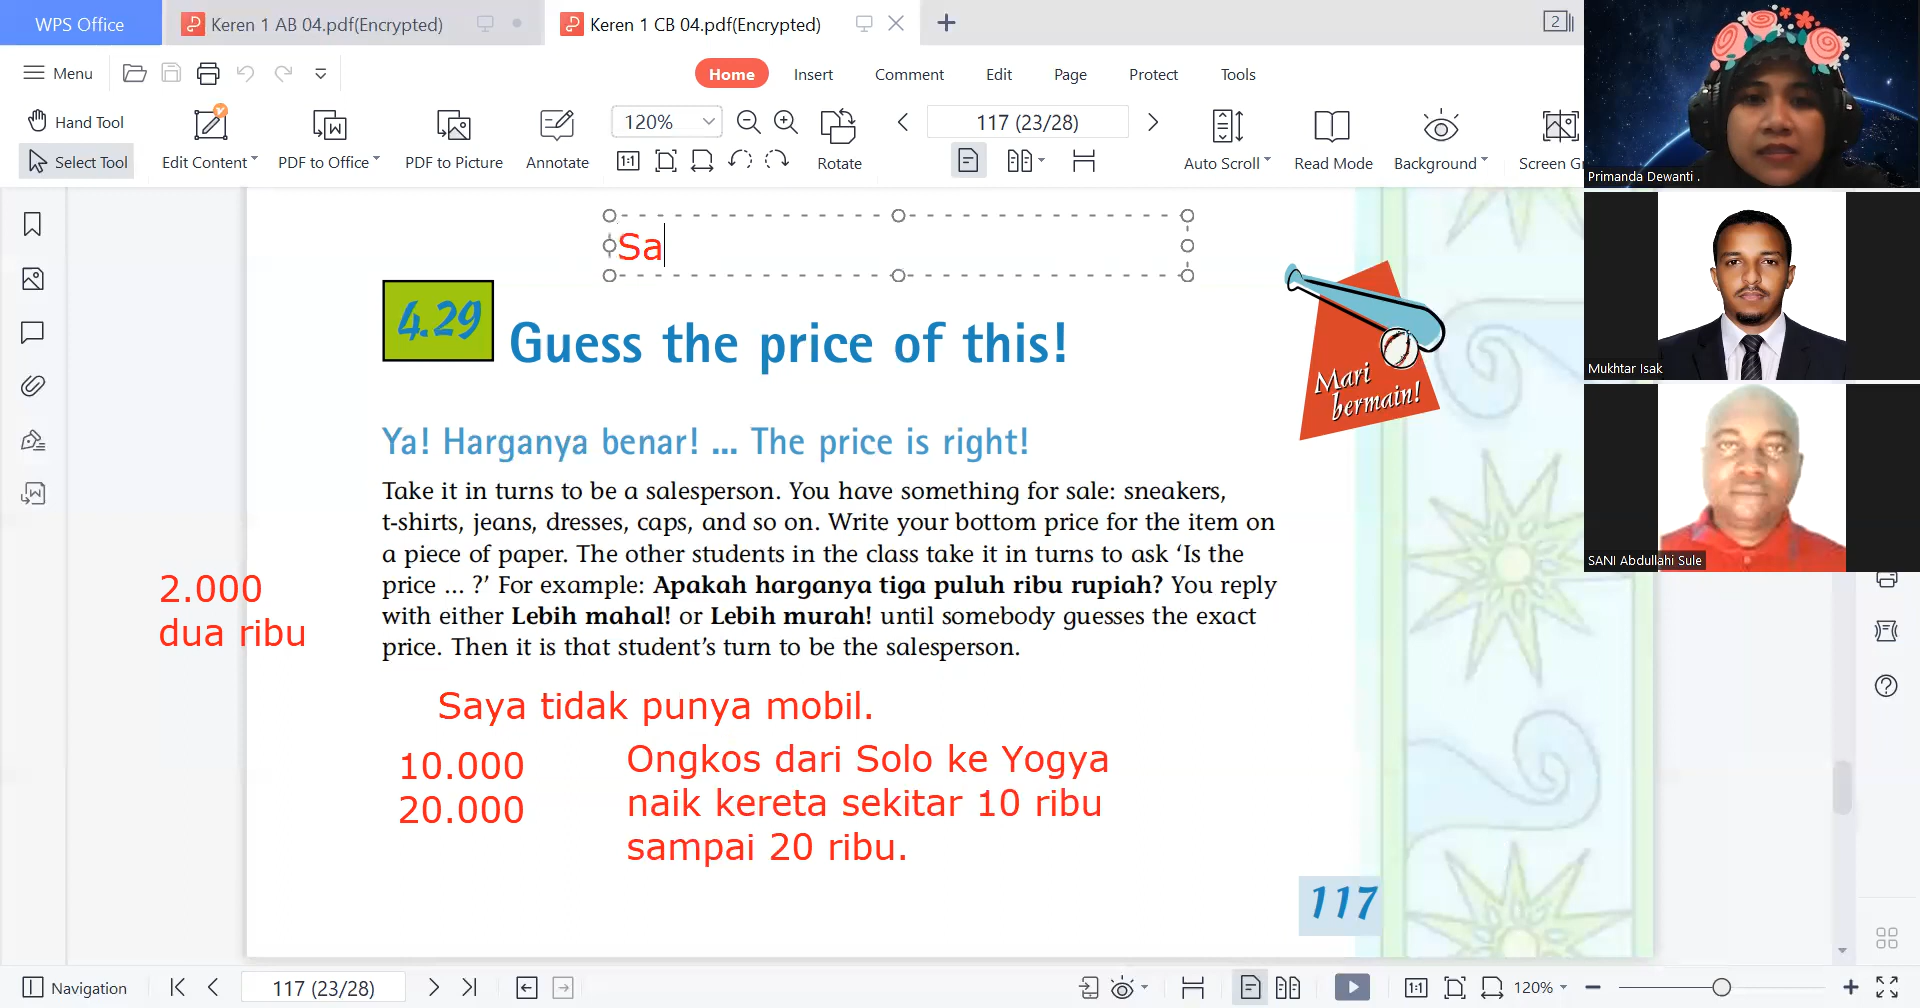 WPS Office
Keren 1 AB 04.pdf(Encrypted)
Keren 1 CB 04.pdf(Encrypted)
2
Menu
Home
Insert
Comment
Edit
Page
Protect
Tools
Hand Tool
Select Tool
Edit Content
PDF to Office
PDF to Picture
Annotate
120%
1:1
Rotate
117 (23/28)
Auto Scroll
Read Mode
Background
Screen Gr
Primanda Dewanti .
Mukhtar Isak
SANI Abdullahi Sule
Sa
4.29
Guess the price of this!
Mari
bermain!
Ya! Harganya benar! ... The price is right!
Take it in turns to be a salesperson. You have something for sale: sneakers,
t-shirts, jeans, dresses, caps, and so on. Write your bottom price for the item on
a piece of paper. The other students in the class take it in turns to ask ‘Is the
price ... ?’ For example: Apakah harganya tiga puluh ribu rupiah? You reply
with either Lebih mahal! or Lebih murah! until somebody guesses the exact
price. Then it is that student’s turn to be the salesperson.
2.000
dua ribu
Saya tidak punya mobil.
10.000
20.000
Ongkos dari Solo ke Yogya
naik kereta sekitar 10 ribu
sampai 20 ribu.
117
Navigation
117 (23/28)
1:1
120%